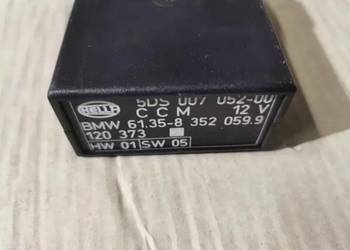 HELLA
5DS 007 052-00
C C M 12 V
BMW 61.35-8 352 059.9
120 373
HW 01 SW 05